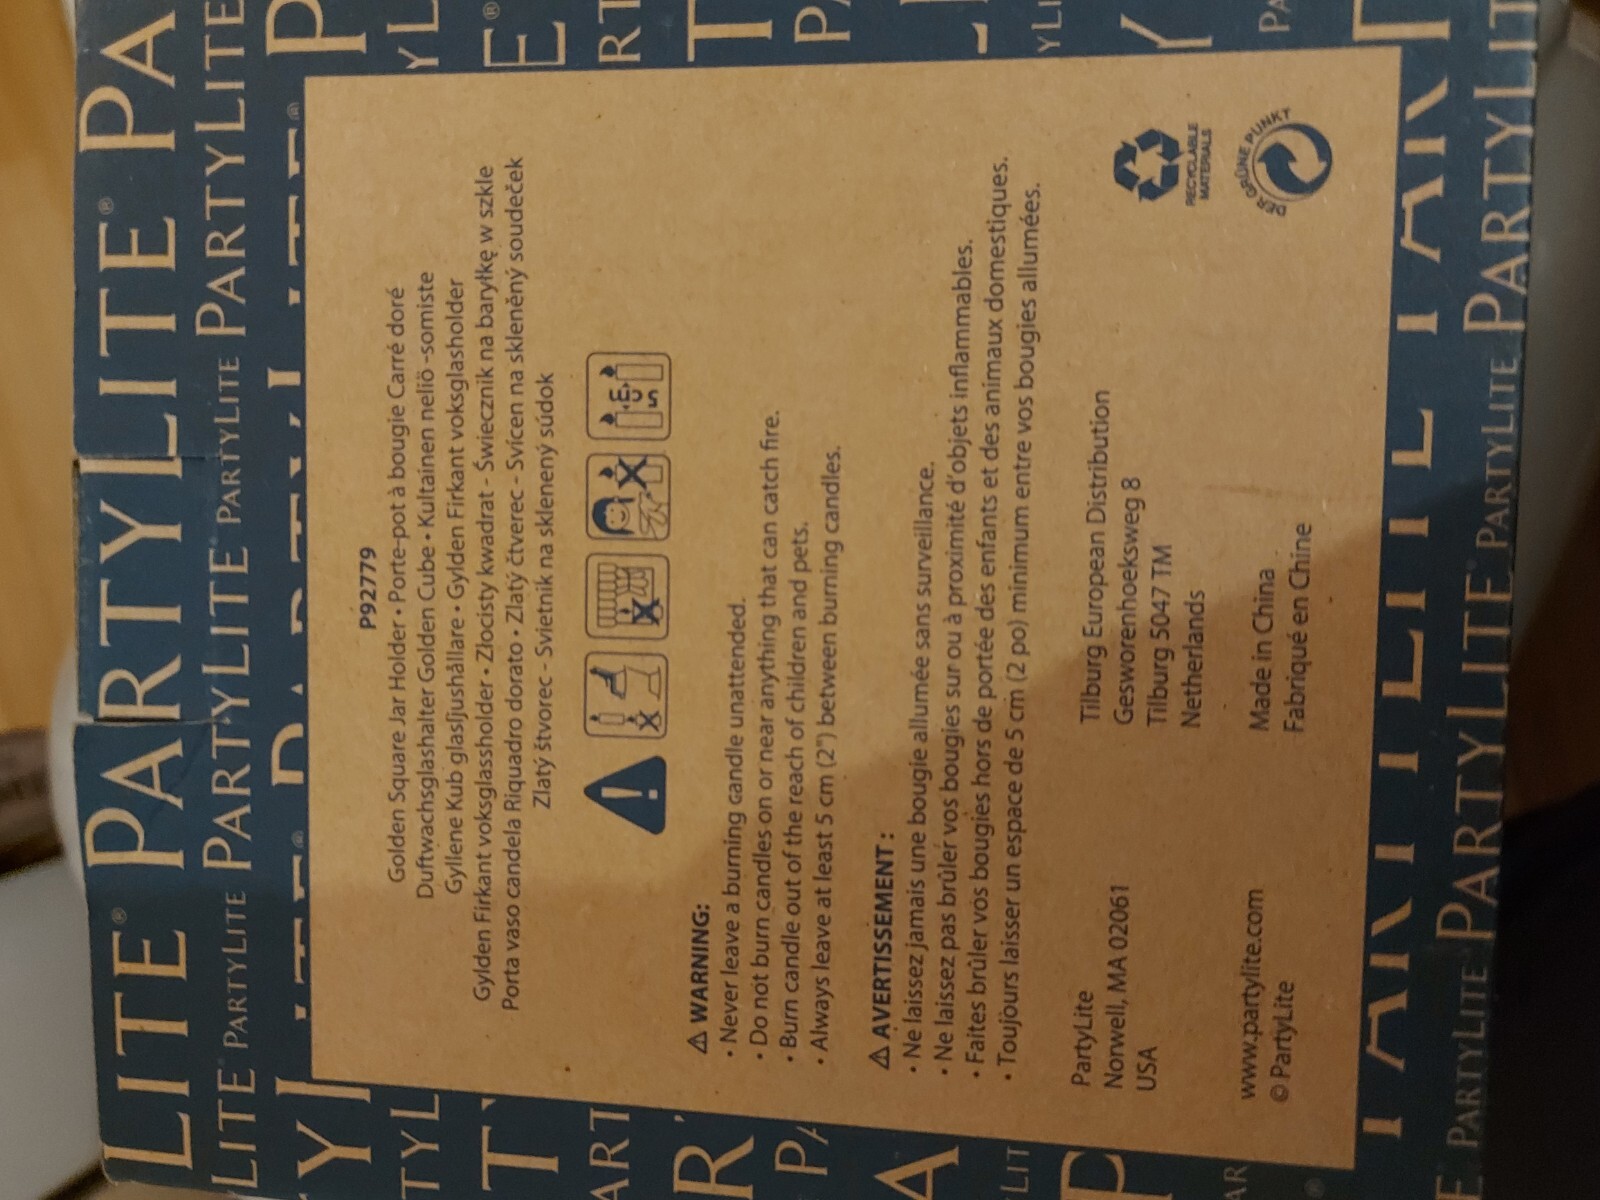 LITE® PARTYLITE® PA
LITE® PARTYLITE PARTYLITE® PARTYLITE PARTYLITE
P92779
Golden Square Jar Holder • Porte-pot à bougie Carré doré
Duftwachsglashalter Golden Cube • Kultainen neliö -somiste
Gyllene Kub glasljushållare • Gylden Firkant voksglasholder
Gylden Firkant voksglassholder • Złocisty kwadrat - Świecznik na baryłkę w szkle
Porta vaso candela Riquadro dorato • Zlatý čtverec - Svícen na skleněný soudeček
Zlatý štvorec - Svietnik na sklenený súdok
5 cm
⚠ WARNING:
• Never leave a burning candle unattended.
• Do not burn candles on or near anything that can catch fire.
• Burn candle out of the reach of children and pets.
• Always leave at least 5 cm (2") between burning candles.
⚠ AVERTISSEMENT :
• Ne laissez jamais une bougie allumée sans surveillance.
• Ne laissez pas brûler vos bougies sur ou à proximité d'objets inflammables.
• Faites brûler vos bougies hors de portée des enfants et des animaux domestiques.
• Toujours laisser un espace de 5 cm (2 po) minimum entre vos bougies allumées.
PartyLite
Norwell, MA 02061
USA
Tilburg European Distribution
Gesworenhoeksweg 8
Tilburg 5047 TM
Netherlands
www.partylite.com
© PartyLite
Made in China
Fabriqué en Chine
RECYCLABLE
MATERIALS
DER GRÜNE PUNKT
PARTYLITE® PARTYLITE® PARTYLITE® PARTYLITE PARTYLIT